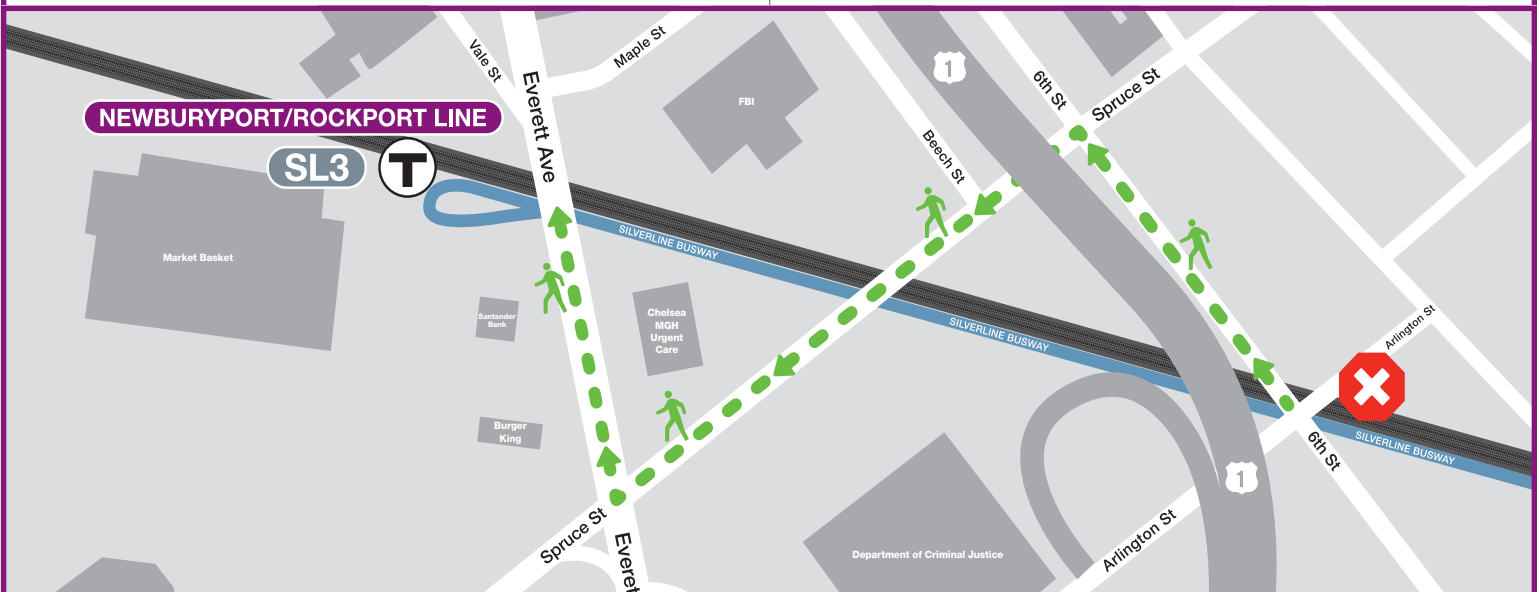 Vale St
Maple St
Everett Ave
FBI
1
6th St
Spruce St
NEWBURYPORT/ROCKPORT LINE
SL3
T
Beech St
Market Basket
SILVERLINE BUSWAY
Santander
Bank
Chelsea
MGH
Urgent
Care
SILVERLINE BUSWAY
Arlington St
Burger
King
6th St
SILVERLINE BUSWAY
1
Spruce St
Everet
Department of Criminal Justice
Arlington St